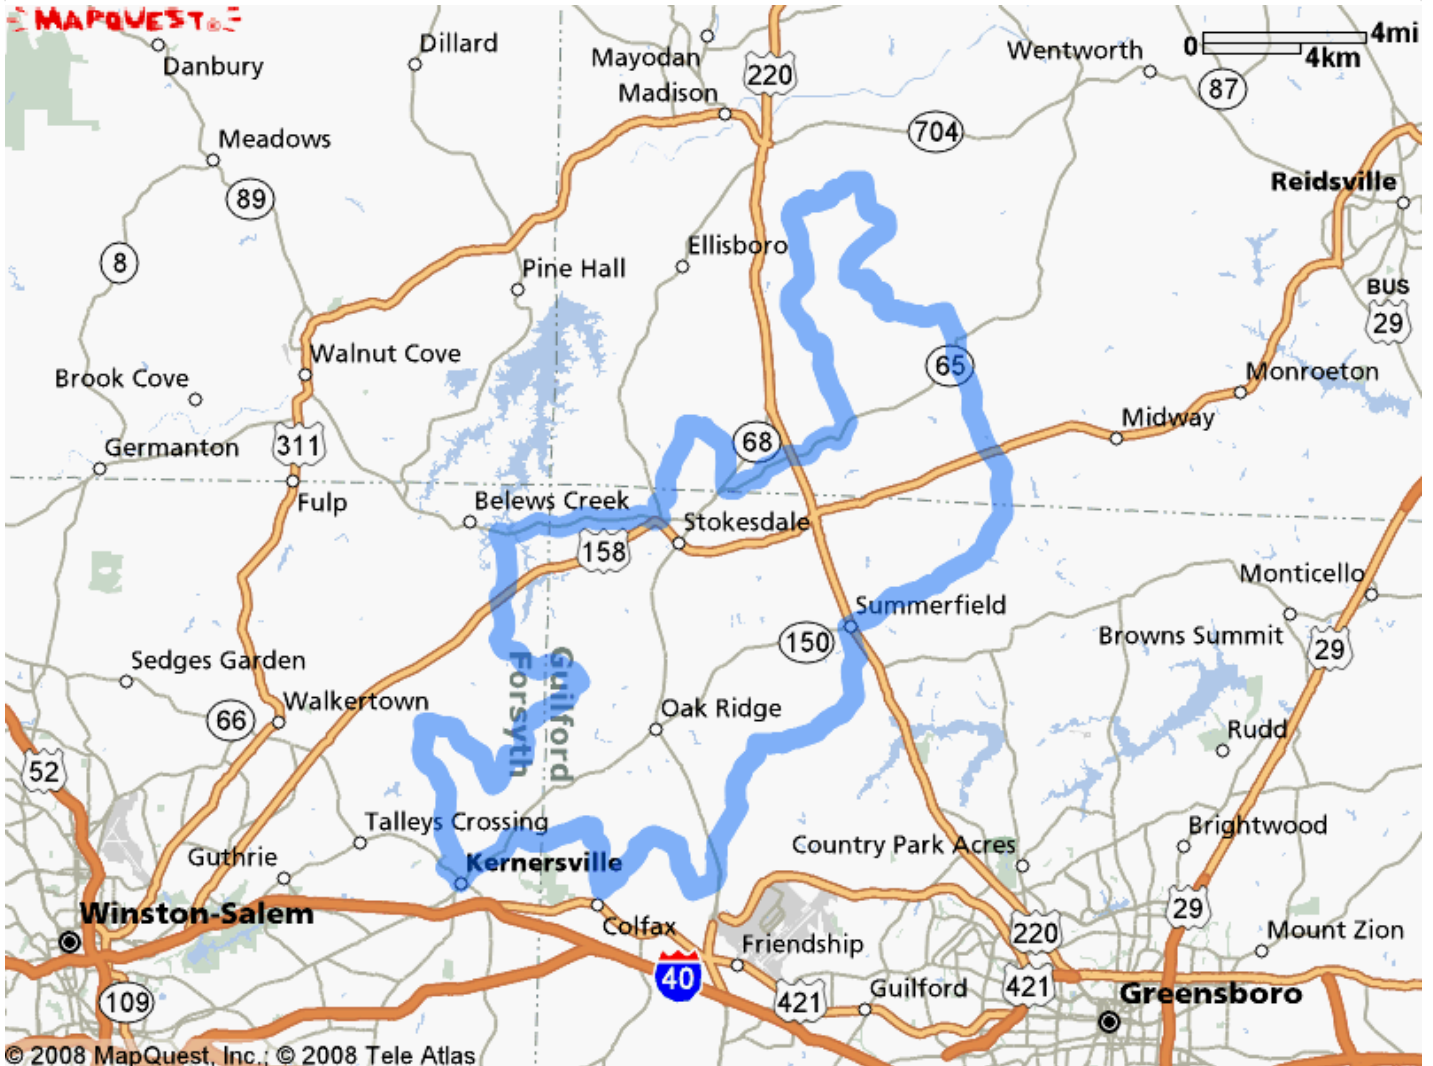 MAPQUEST®
Danbury
Dillard
Mayodan
220
Wentworth
0
4mi
4km
87
Madison
704
Meadows
89
Reidsville
8
Ellisboro
Pine Hall
BUS
29
Walnut Cove
65
Brook Cove
Monroeton
Midway
Germanton
311
68
Fulp
Belews Creek
Stokesdale
158
Monticello
Summerfield
150
Browns Summit
29
Sedges Garden
Guilford
Forsyth
Walkertown
66
Oak Ridge
Rudd
52
Talleys Crossing
Brightwood
Guthrie
Kernersville
Country Park Acres
Winston-Salem
Colfax
29
220
Friendship
Mount Zion
40
109
421
Guilford
421
Greensboro
© 2008 MapQuest, Inc.; © 2008 Tele Atlas